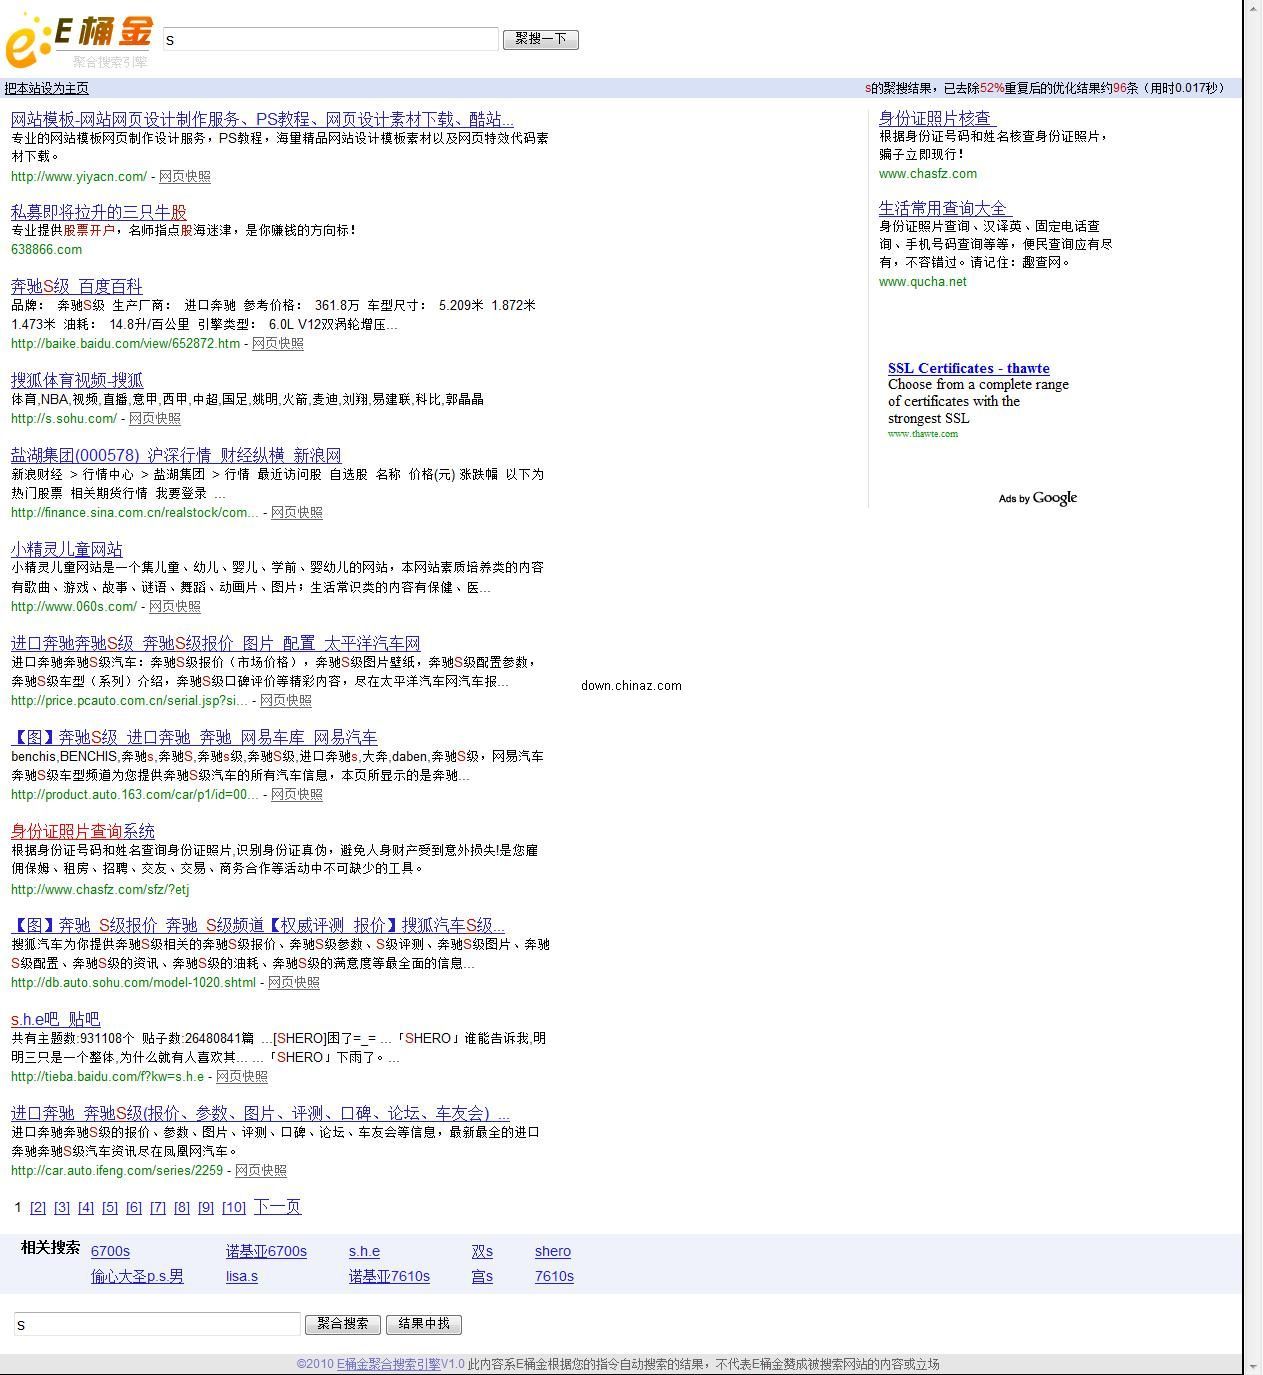 E桶金
聚合搜索引擎
s
聚搜一下
把本站设为主页
s的聚搜结果，已去除52%重复后的优化结果约96条（用时0.017秒）
网站模板-网站网页设计制作服务、PS教程、网页设计素材下载、酷站...
专业的网站模板网页制作设计服务，PS教程，海量精品网站设计模板素材以及网页特效代码素
材下载。
http://www.yiyacn.com/ - 网页快照
私募即将拉升的三只牛股
专业提供股票开户，名师指点股海迷津，是你赚钱的方向标！
638866.com
奔驰S级_百度百科
品牌： 奔驰S级 生产厂商： 进口奔驰 参考价格： 361.8万 车型尺寸： 5.209米 1.872米
1.473米 油耗： 14.8升/百公里 引擎类型： 6.0L V12双涡轮增压...
http://baike.baidu.com/view/652872.htm - 网页快照
搜狐体育视频-搜狐
体育,NBA,视频,直播,意甲,西甲,中超,国足,姚明,火箭,麦迪,刘翔,易建联,科比,郭晶晶
http://s.sohu.com/ - 网页快照
盐湖集团(000578)_沪深行情_财经纵横_新浪网
新浪财经 > 行情中心 > 盐湖集团 > 行情 最近访问股 自选股 名称 价格(元) 涨跌幅 以下为
热门股票 相关期货行情 我要登录 ...
http://finance.sina.com.cn/realstock/com... - 网页快照
小精灵儿童网站
小精灵儿童网站是一个集儿童、幼儿、婴儿、学前、婴幼儿的网站，本网站素质培养类的内容
有歌曲、游戏、故事、谜语、舞蹈、动画片、图片；生活常识类的内容有保健、医...
http://www.060s.com/ - 网页快照
进口奔驰奔驰S级_奔驰S级报价_图片_配置_太平洋汽车网
进口奔驰奔驰S级汽车：奔驰S级报价（市场价格），奔驰S级图片壁纸，奔驰S级配置参数，
奔驰S级车型（系列）介绍，奔驰S级口碑评价等精彩内容，尽在太平洋汽车网汽车报...
http://price.pcauto.com.cn/serial.jsp?si... - 网页快照
【图】奔驰S级_进口奔驰_奔驰_网易车库_网易汽车
benchis,BENCHIS,奔驰s,奔驰S,奔驰s级,奔驰S级,进口奔驰s,大奔,daben,奔驰S级，网易汽车
奔驰S级车型频道为您提供奔驰S级汽车的所有汽车信息，本页所显示的是奔驰...
http://product.auto.163.com/car/p1/id=00... - 网页快照
身份证照片查询系统
根据身份证号码和姓名查询身份证照片,识别身份证真伪，避免人身财产受到意外损失!是您雇
佣保姆、租房、招聘、交友、交易、商务合作等活动中不可缺少的工具。
http://www.chasfz.com/sfz/?etj
【图】奔驰_S级报价_奔驰_S级频道【权威评测_报价】搜狐汽车S级...
搜狐汽车为你提供奔驰S级相关的奔驰S级报价、奔驰S级参数、S级评测、奔驰S级图片、奔驰
S级配置、奔驰S级的资讯、奔驰S级的油耗、奔驰S级的满意度等最全面的信息...
http://db.auto.sohu.com/model-1020.shtml - 网页快照
s.h.e吧_贴吧
共有主题数:931108个 贴子数:26480841篇 ...[SHERO]困了=_= ...「SHERO」谁能告诉我,明
明三只是一个整体,为什么就有人喜欢其... ...「SHERO」下雨了。...
http://tieba.baidu.com/f?kw=s.h.e - 网页快照
进口奔驰_奔驰S级(报价、参数、图片、评测、口碑、论坛、车友会)_...
进口奔驰奔驰S级的报价、参数、图片、评测、口碑、论坛、车友会等信息，最新最全的进口
奔驰奔驰S级汽车资讯尽在凤凰网汽车。
http://car.auto.ifeng.com/series/2259 - 网页快照
身份证照片核查
根据身份证号码和姓名核查身份证照片，
骗子立即现行！
www.chasfz.com
生活常用查询大全
身份证照片查询、汉译英、固定电话查
询、手机号码查询等等，便民查询应有尽
有，不容错过。请记住：趣查网。
www.qucha.net
SSL Certificates - thawte
Choose from a complete range
of certificates with the
strongest SSL
www.thawte.com
Ads by Google
down.chinaz.com
1 [2] [3] [4] [5] [6] [7] [8] [9] [10] 下一页
相关搜索 6700s 诺基亚6700s s.h.e 双s shero
偷心大圣p.s.男 lisa.s 诺基亚7610s 宫s 7610s
s
聚合搜索 结果中找
©2010 E桶金聚合搜索引擎V1.0 此内容系E桶金根据您的指令自动搜索的结果，不代表E桶金赞成被搜索网站的内容或立场